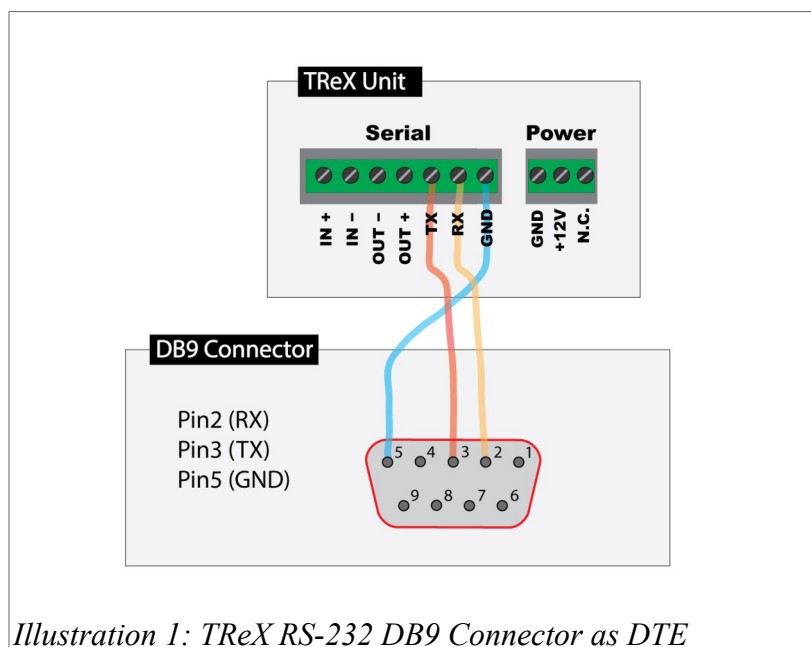 TReX Unit
Serial
Power
IN +
IN −
OUT −
OUT +
TX
RX
GND
GND
+12V
N.C.
DB9 Connector
Pin2 (RX)
Pin3 (TX)
Pin5 (GND)
5 4 3 2 1
9 8 7 6
Illustration 1: TReX RS-232 DB9 Connector as DTE